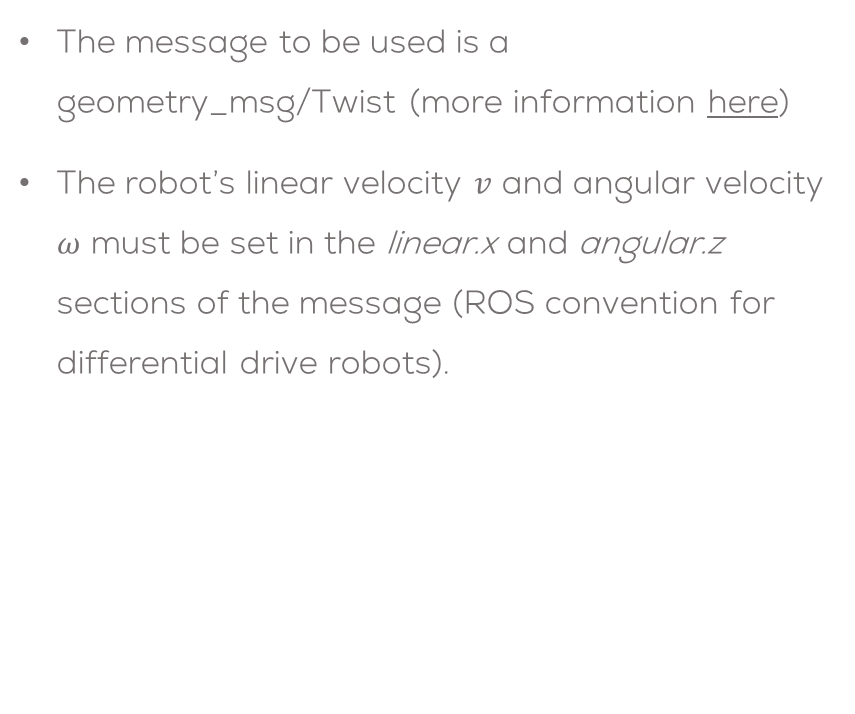 • The message to be used is a
geometry_msg/Twist (more information here)
• The robot’s linear velocity 𝑣 and angular velocity
𝜔 must be set in the linear.x and angular.z
sections of the message (ROS convention for
differential drive robots).